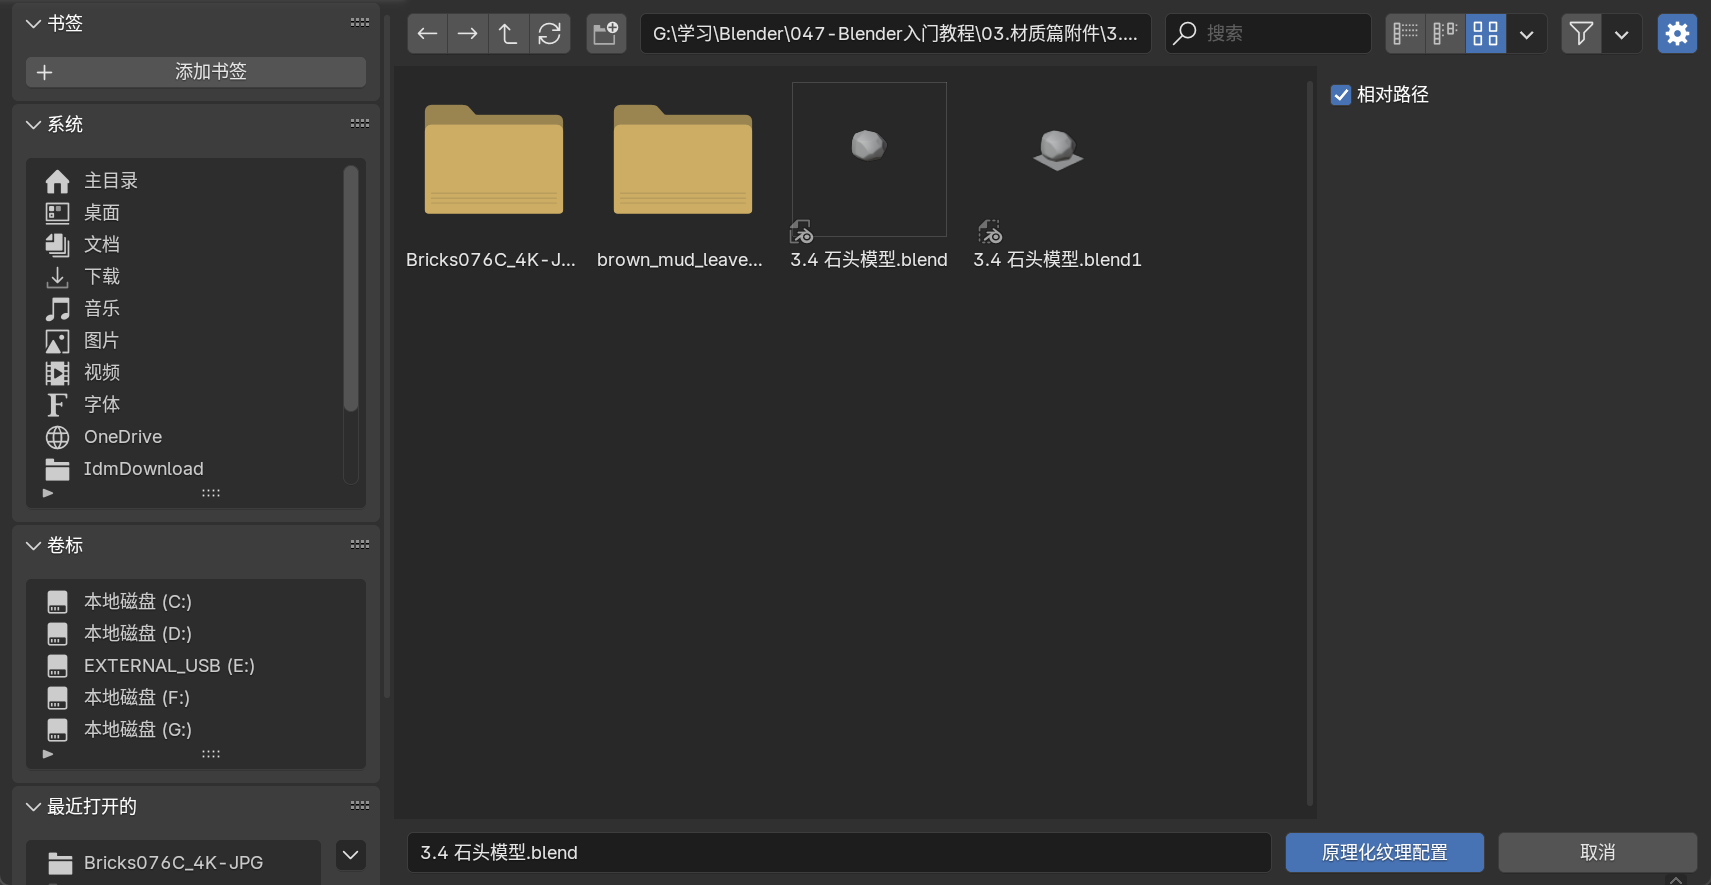 书签
添加书签
系统
主目录
桌面
文档
下载
音乐
图片
视频
字体
OneDrive
IdmDownload
卷标
本地磁盘 (C:)
本地磁盘 (D:)
EXTERNAL_USB (E:)
本地磁盘 (F:)
本地磁盘 (G:)
最近打开的
Bricks076C_4K-JPG
G:\学习\Blender\047-Blender入门教程\03.材质篇附件\3....
搜索
Bricks076C_4K-J...
brown_mud_leave...
3.4 石头模型.blend
3.4 石头模型.blend1
相对路径
3.4 石头模型.blend
原理化纹理配置
取消